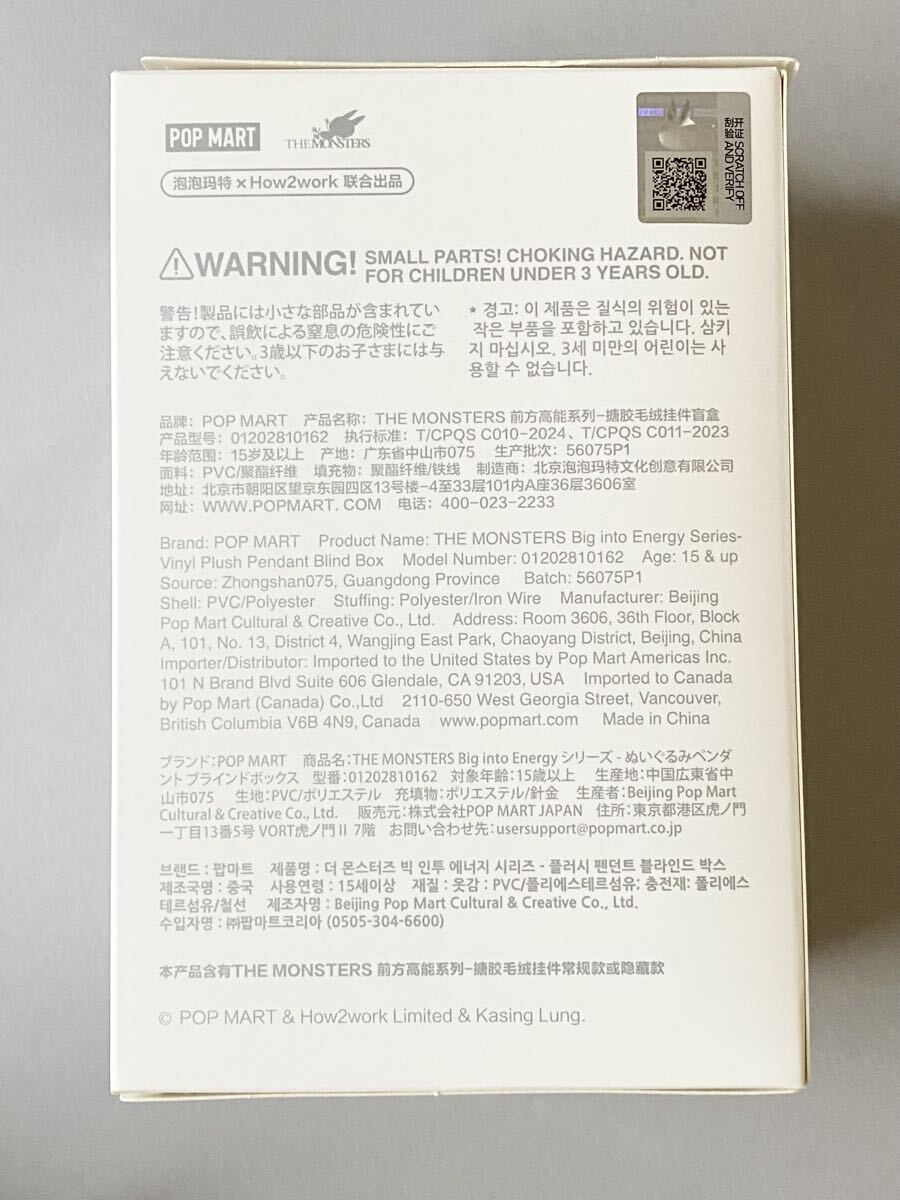 POP MART
THE MONSTERS
泡泡玛特 × How2work 联合出品
开证 SCRATCH OFF
刮验 AND VERIFY
WARNING! SMALL PARTS! CHOKING HAZARD. NOT
FOR CHILDREN UNDER 3 YEARS OLD.
警告!製品には小さな部品が含まれてい
ますので、誤飲による窒息の危険性にご
注意ください。3歳以下のお子さまには与
えないでください。
* 경고: 이 제품은 질식의 위험이 있는
작은 부품을 포함하고 있습니다. 삼키
지 마십시오. 3세 미만의 어린이는 사
용할 수 없습니다.
品牌: POP MART 产品名称: THE MONSTERS 前方高能系列-搪胶毛绒挂件盲盒
产品型号: 01202810162 执行标准: T/CPQS C010-2024、T/CPQS C011-2023
年龄范围: 15岁及以上 产地: 广东省中山市075 生产批次: 56075P1
面料: PVC/聚酯纤维 填充物: 聚酯纤维/铁线 制造商: 北京泡泡玛特文化创意有限公司
地址: 北京市朝阳区望京东园四区13号楼-4至33层101内A座36层3606室
网址: WWW.POPMART. COM 电话: 400-023-2233
Brand: POP MART Product Name: THE MONSTERS Big into Energy Series-
Vinyl Plush Pendant Blind Box Model Number: 01202810162 Age: 15 & up
Source: Zhongshan075, Guangdong Province Batch: 56075P1
Shell: PVC/Polyester Stuffing: Polyester/Iron Wire Manufacturer: Beijing
Pop Mart Cultural & Creative Co., Ltd. Address: Room 3606, 36th Floor, Block
A, 101, No. 13, District 4, Wangjing East Park, Chaoyang District, Beijing, China
Importer/Distributor: Imported to the United States by Pop Mart Americas Inc.
101 N Brand Blvd Suite 606 Glendale, CA 91203, USA Imported to Canada
by Pop Mart (Canada) Co.,Ltd 2110-650 West Georgia Street, Vancouver,
British Columbia V6B 4N9, Canada www.popmart.com Made in China
ブランド:POP MART 商品名:THE MONSTERS Big into Energy シリーズ - ぬいぐるみペンダ
ント ブラインドボックス 型番:01202810162 対象年齢:15歳以上 生産地:中国広東省中
山市075 生地:PVC/ポリエステル 充填物:ポリエステル/針金 生産者:Beijing Pop Mart
Cultural & Creative Co., Ltd. 販売元:株式会社POP MART JAPAN 住所:東京都港区虎ノ門
一丁目13番5号 VORT虎ノ門Ⅱ 7階 お問い合わせ先:usersupport@popmart.co.jp
브랜드 : 팝마트 제품명 : 더 몬스터즈 빅 인투 에너지 시리즈 - 플러시 펜던트 블라인드 박스
제조국명 : 중국 사용연령 : 15세이상 재질 : 옷감 : PVC/폴리에스테르섬유; 충전재: 폴리에스
테르섬유/철선 제조자명 : Beijing Pop Mart Cultural & Creative Co., Ltd.
수입자명 : ㈜팝마트코리아 (0505-304-6600)
本产品含有THE MONSTERS 前方高能系列-搪胶毛绒挂件常规款或隐藏款
© POP MART & How2work Limited & Kasing Lung.